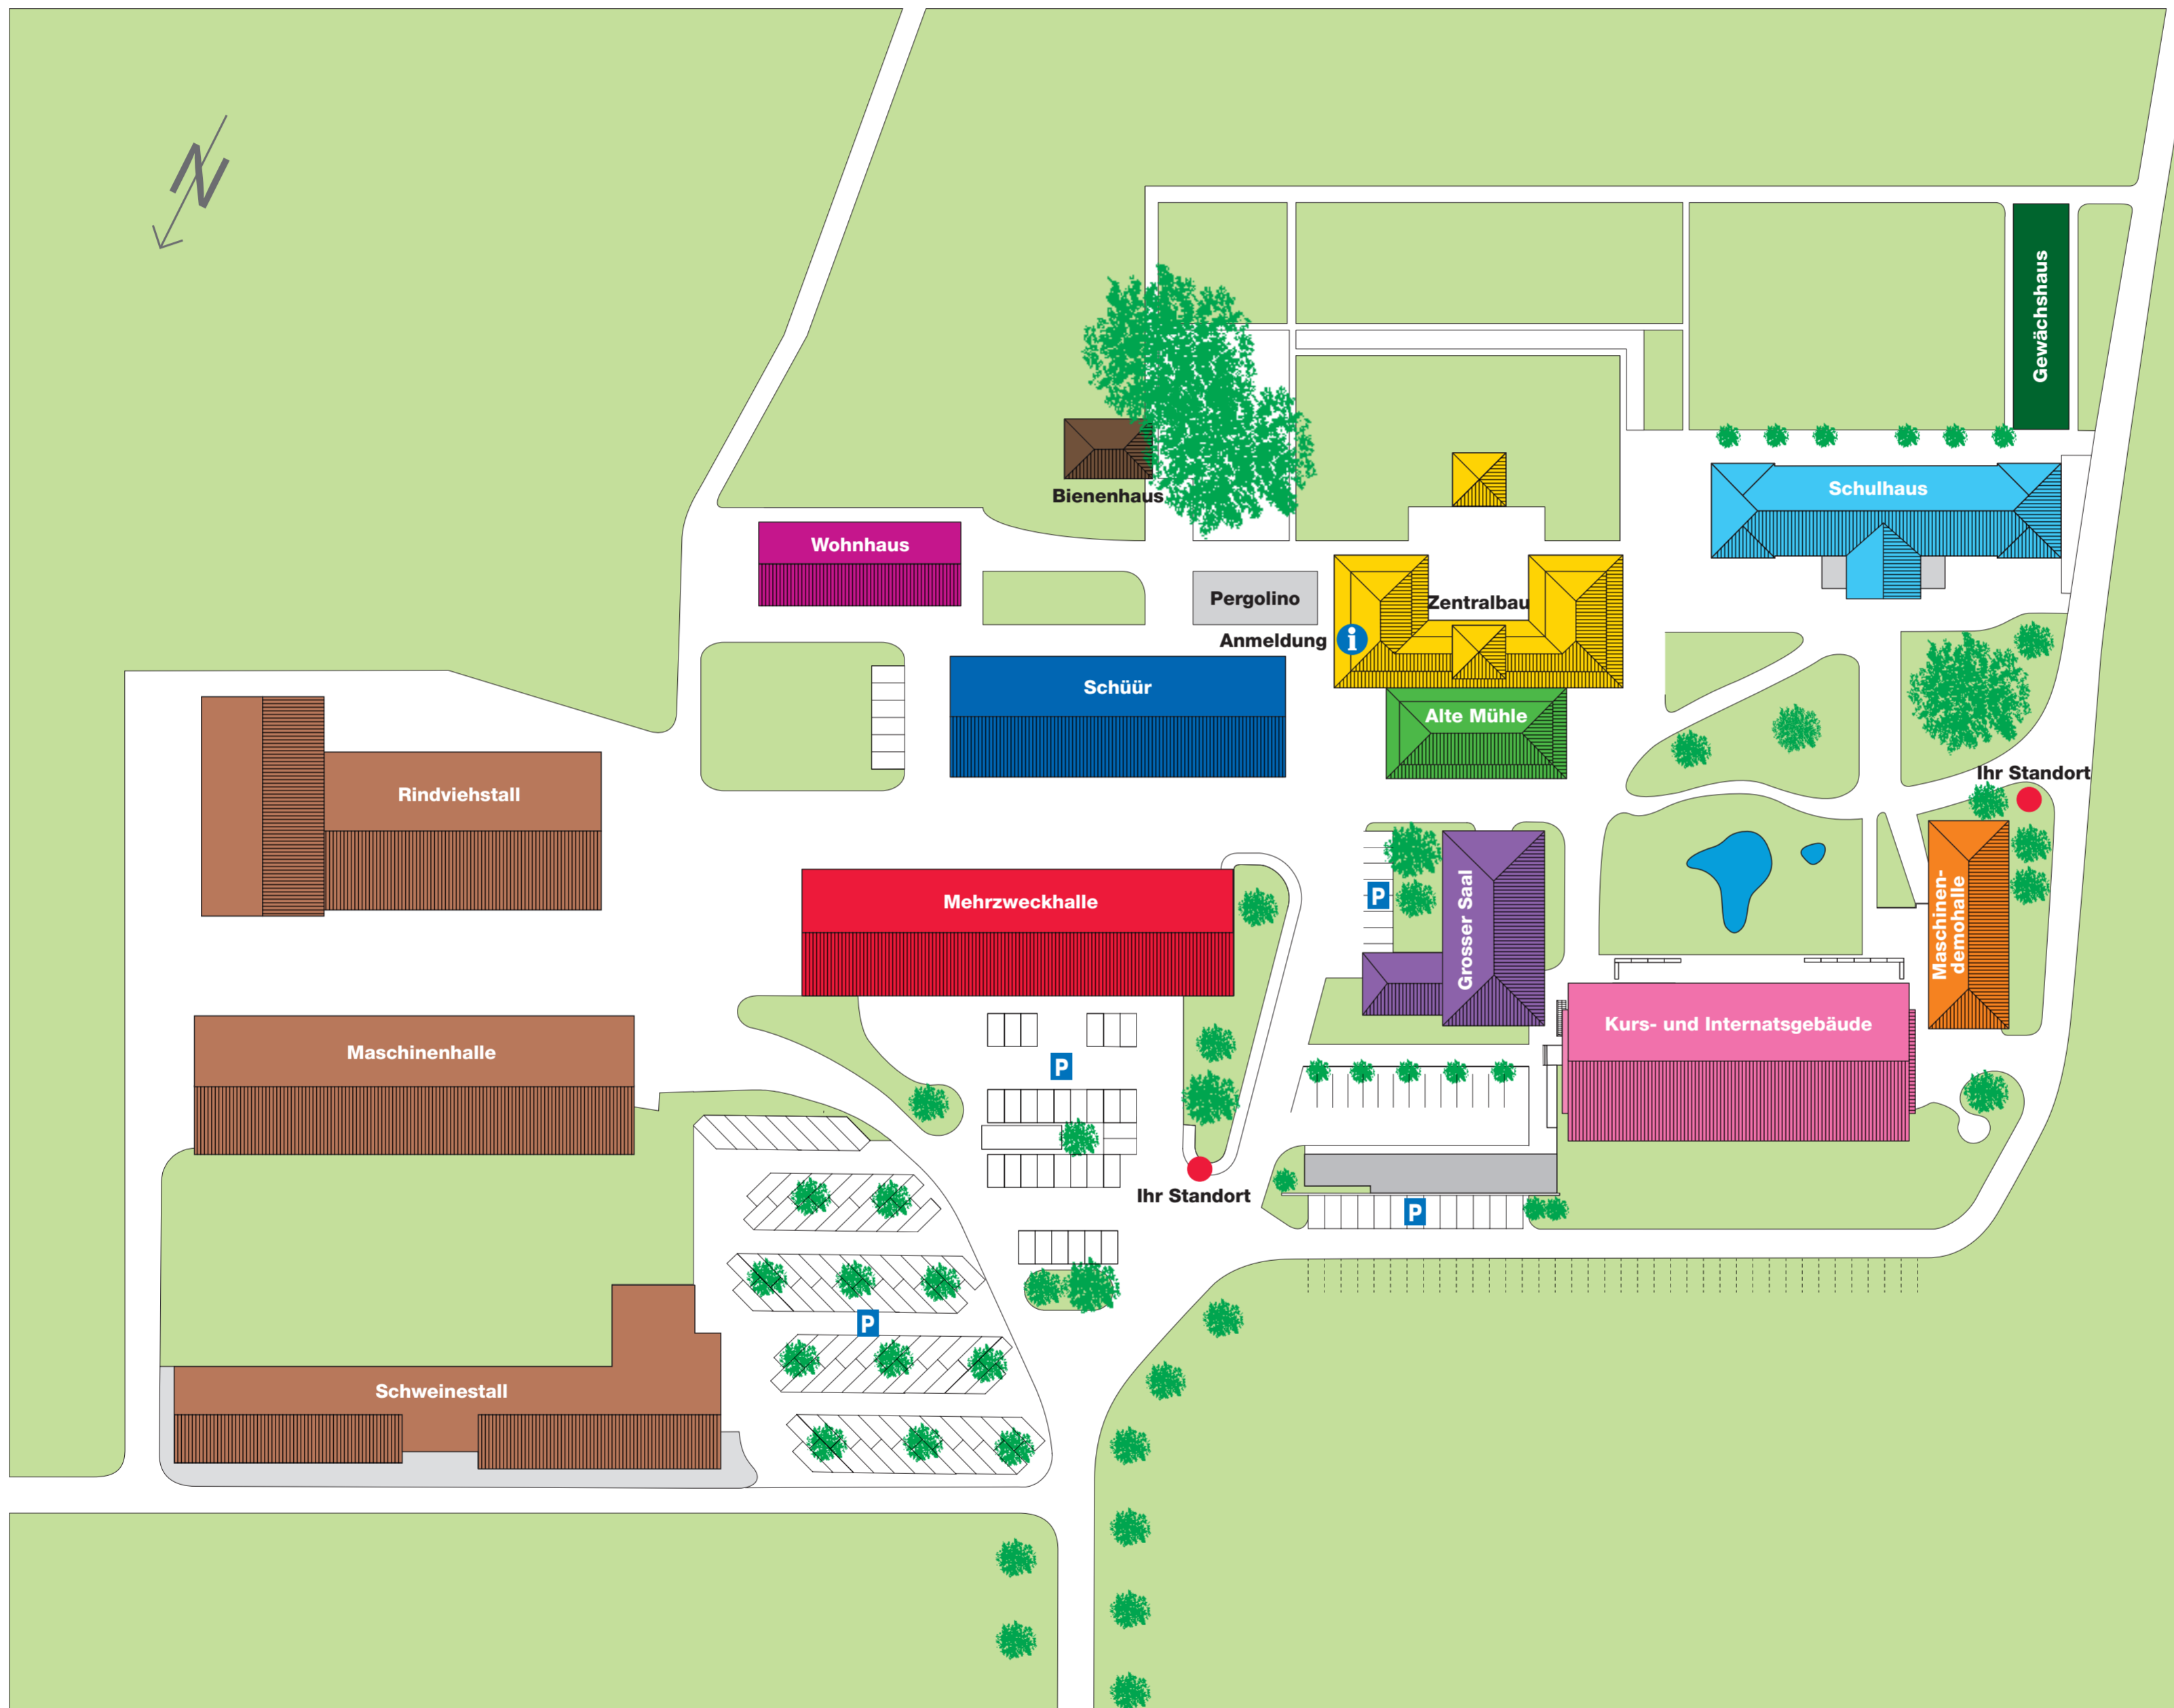 N
Gewächshaus
Schulhaus
Bienenhaus
Wohnhaus
Pergolino
Zentralbau
Anmeldung
i
Schüür
Alte Mühle
Ihr Standort
Rindviehstall
P
Mehrzweckhalle
Grosser Saal
Maschinen-
demohalle
Kurs- und Internatsgebäude
Maschinenhalle
P
Ihr Standort
P
P
Schweinestall